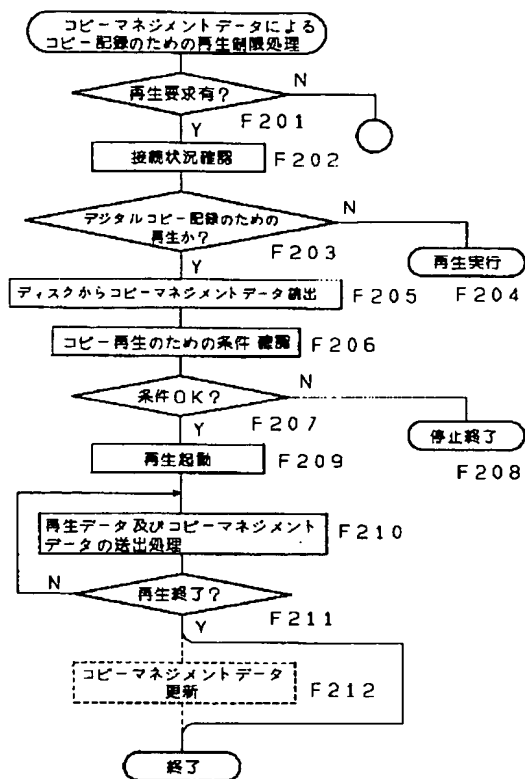 コピーマネジメントデータによる
コピー記録のための再生制限処理
再生要求有?
N
F201
Y
接続状況確認
F202
デジタルコピー記録のための
再生か?
N
F203
Y
再生実行
F204
ディスクからコピーマネジメントデータ読出
F205
コピー再生のための条件 確認
F206
条件OK?
N
F207
Y
停止終了
F208
再生起動
F209
再生データ及びコピーマネジメント
データの送出処理
F210
N
再生終了?
F211
Y
コピーマネジメントデータ
更新
F212
終了